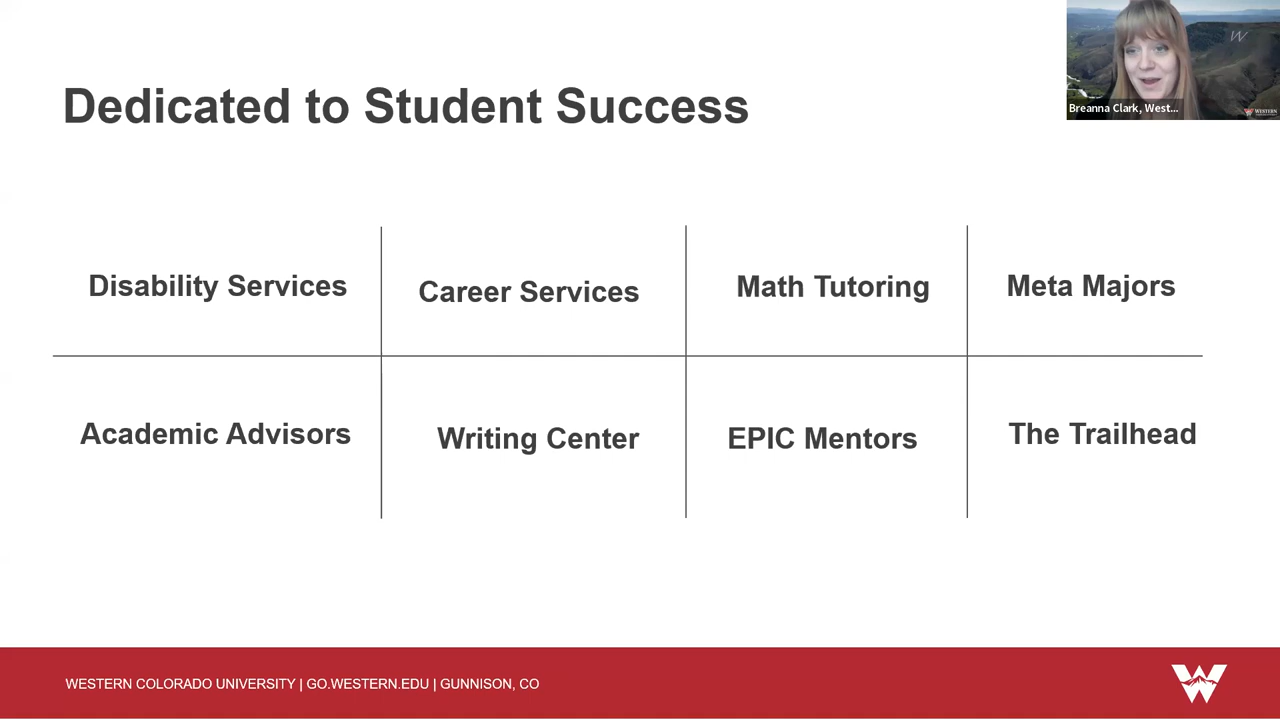 Dedicated to Student Success
W
Breanna Clark, West...
WESTERN
Disability Services
Career Services
Math Tutoring
Meta Majors
Academic Advisors
Writing Center
EPIC Mentors
The Trailhead
WESTERN COLORADO UNIVERSITY | GO.WESTERN.EDU | GUNNISON, CO
W